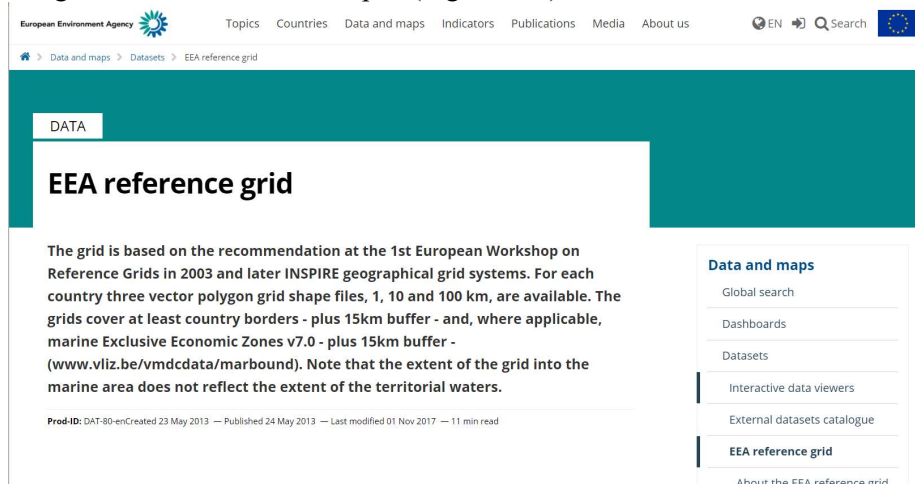 European Environment Agency
Topics Countries Data and maps Indicators Publications Media About us
EN Search
Data and maps > Datasets > EEA reference grid
DATA
EEA reference grid
The grid is based on the recommendation at the 1st European Workshop on
Reference Grids in 2003 and later INSPIRE geographical grid systems. For each
country three vector polygon grid shape files, 1, 10 and 100 km, are available. The
grids cover at least country borders - plus 15km buffer - and, where applicable,
marine Exclusive Economic Zones v7.0 - plus 15km buffer -
(www.vliz.be/vmdcdata/marbound). Note that the extent of the grid into the
marine area does not reflect the extent of the territorial waters.
Prod-ID: DAT-80-enCreated 23 May 2013 — Published 24 May 2013 — Last modified 01 Nov 2017 — 11 min read
Data and maps
Global search
Dashboards
Datasets
Interactive data viewers
External datasets catalogue
EEA reference grid
About the EEA reference grid